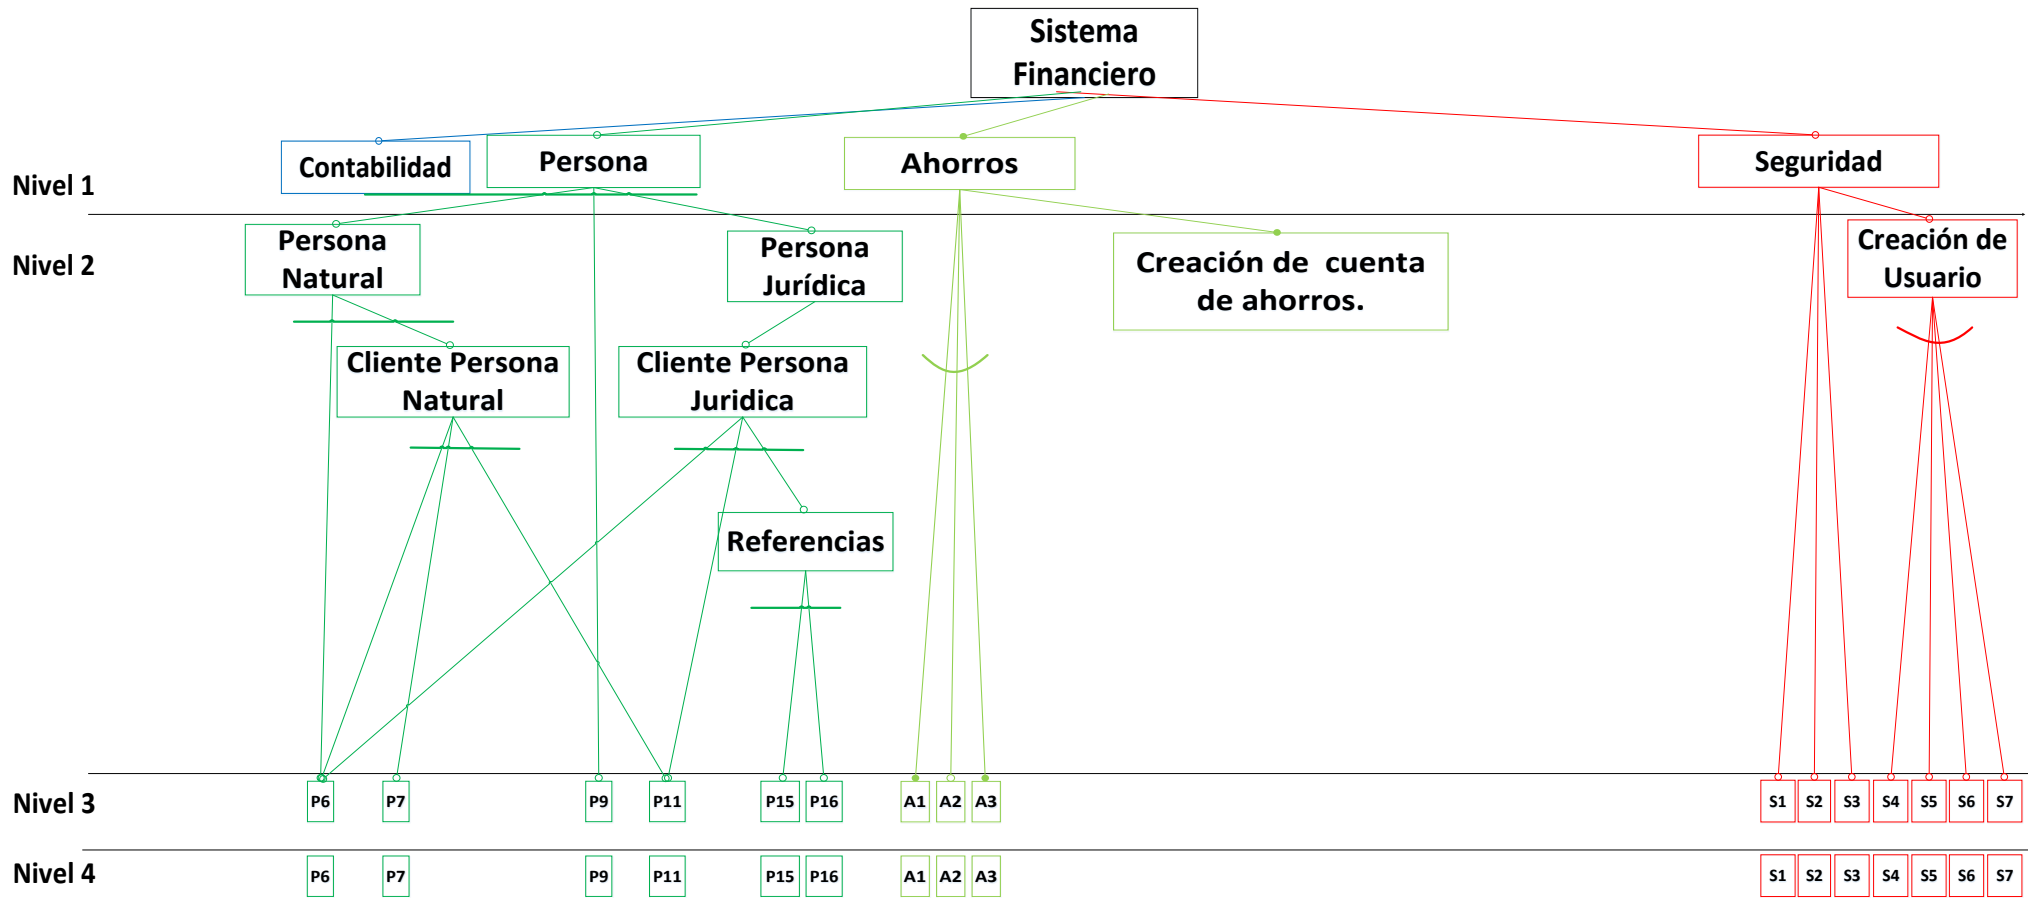 Sistema
Financiero
Contabilidad
Persona
Ahorros
Seguridad
Nivel 1
Nivel 2
Persona
Natural
Persona
Jurídica
Creación de  cuenta
de ahorros.
Creación de
Usuario
Cliente Persona
Natural
Cliente Persona
Juridica
Referencias
Nivel 3
P6 P7 P9 P11 P15 P16 A1 A2 A3 S1 S2 S3 S4 S5 S6 S7
Nivel 4
P6 P7 P9 P11 P15 P16 A1 A2 A3 S1 S2 S3 S4 S5 S6 S7